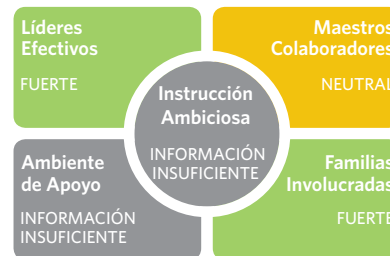 Líderes
Efectivos
FUERTE
Maestros
Colaboradores
NEUTRAL
Instrucción
Ambiciosa
INFORMACIÓN
INSUFICIENTE
Ambiente
de Apoyo
INFORMACIÓN
INSUFICIENTE
Familias
Involucradas
FUERTE